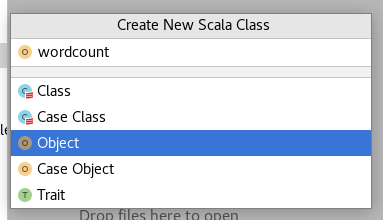 Create New Scala Class
wordcount
Class
Case Class
Object
Case Object
Trait
Drop files here to open